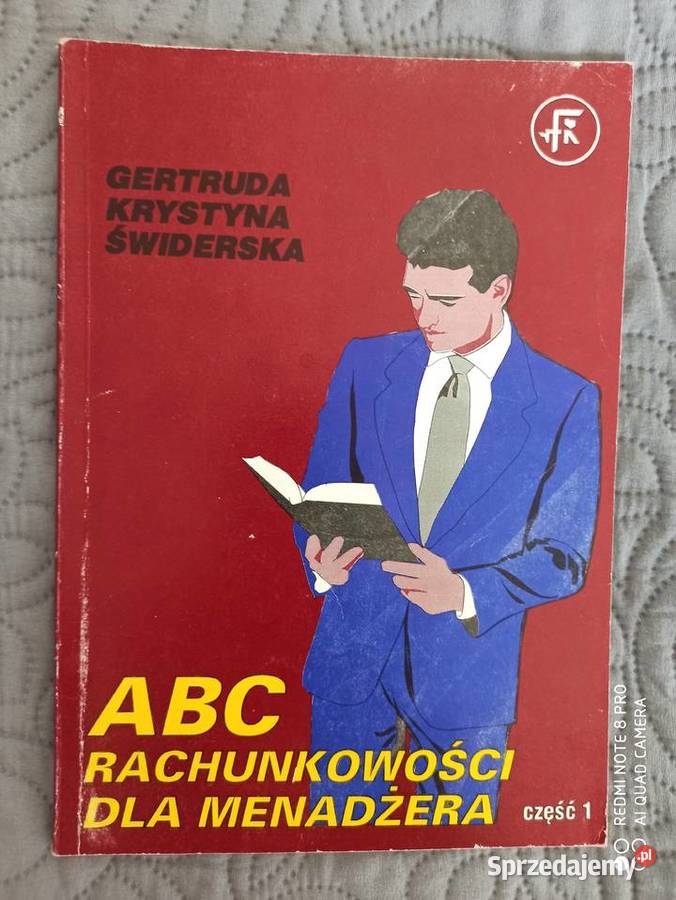 GERTRUDA
KRYSTYNA
ŚWIDERSKA
ABC
RACHUNKOWOŚCI
DLA MENADŻERA
część 1
REDMI NOTE 8 PRO
AI QUAD CAMERA
Sprzedajemy.pl